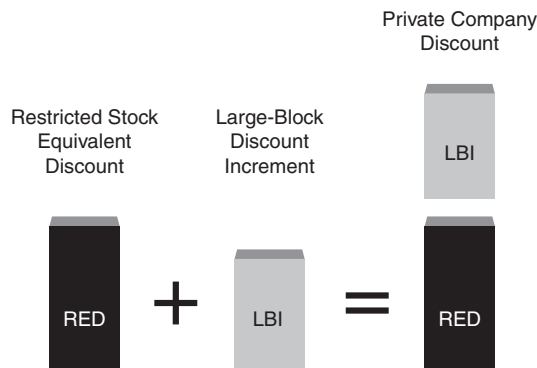 Private Company
Discount
Restricted Stock
Equivalent
Discount
Large-Block
Discount
Increment
LBI
RED
+
LBI
=
RED